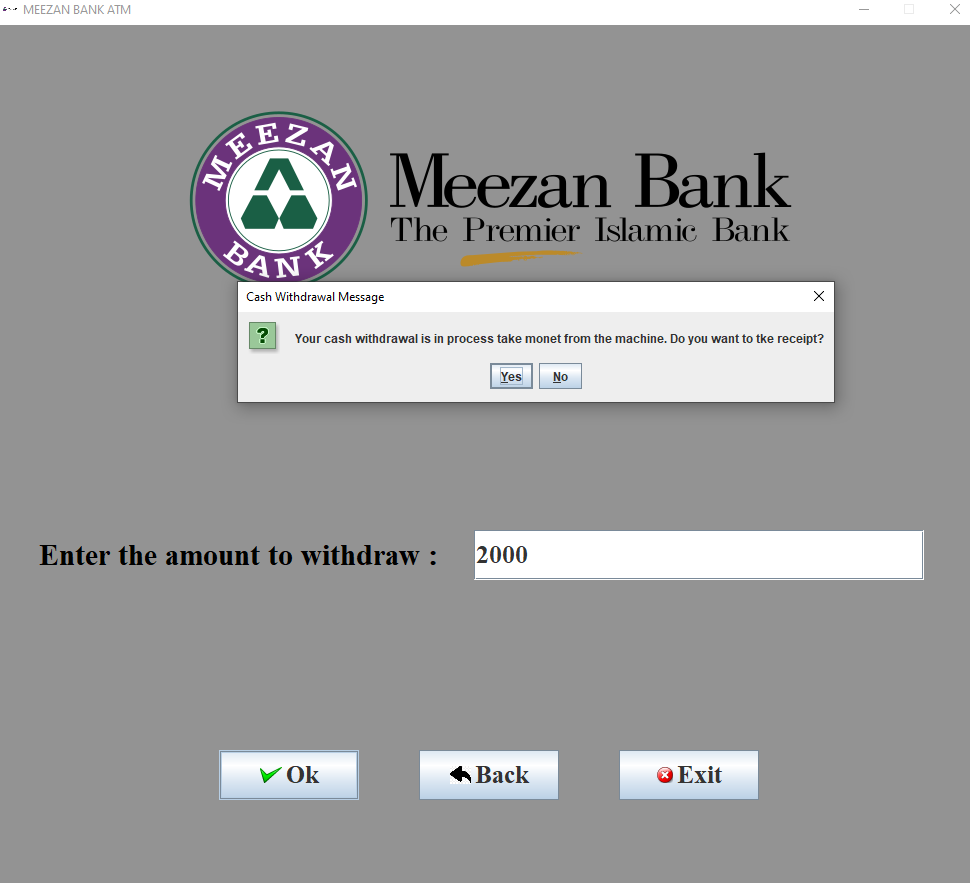 MEEZAN BANK ATM
MEEZAN
BANK
Meezan Bank
The Premier Islamic Bank
Cash Withdrawal Message
Your cash withdrawal is in process take monet from the machine. Do you want to tke receipt?
Yes No
Enter the amount to withdraw : 2000
Ok Back Exit